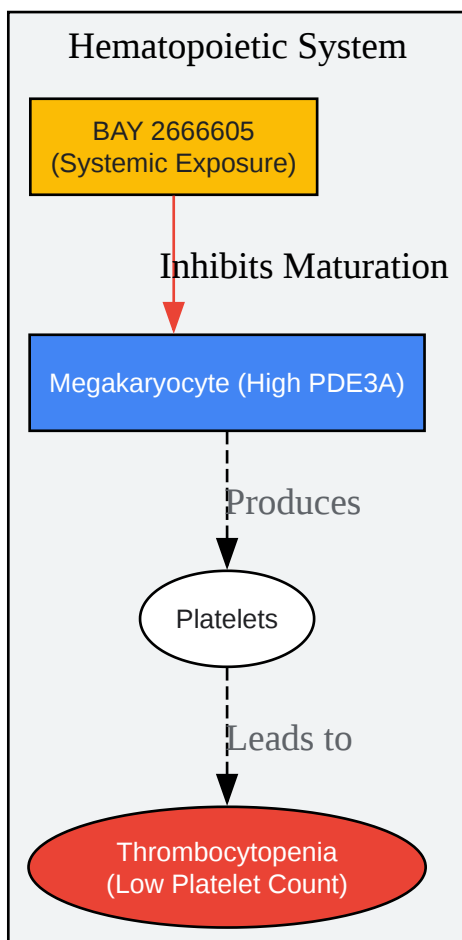 Hematopoietic System
BAY 2666605
(Systemic Exposure)
Inhibits Maturation
Megakaryocyte (High PDE3A)
Produces
Platelets
Leads to
Thrombocytopenia
(Low Platelet Count)